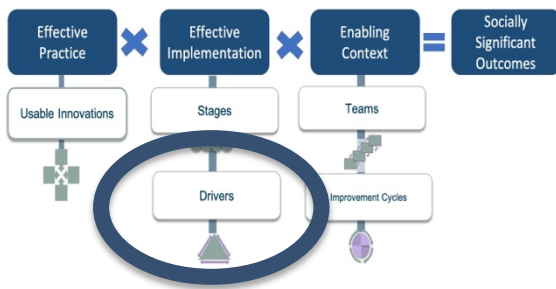 Effective
Practice
Effective
Implementation
Enabling
Context
Socially
Significant
Outcomes
Usable Innovations
Stages
Teams
Drivers
Improvement Cycles